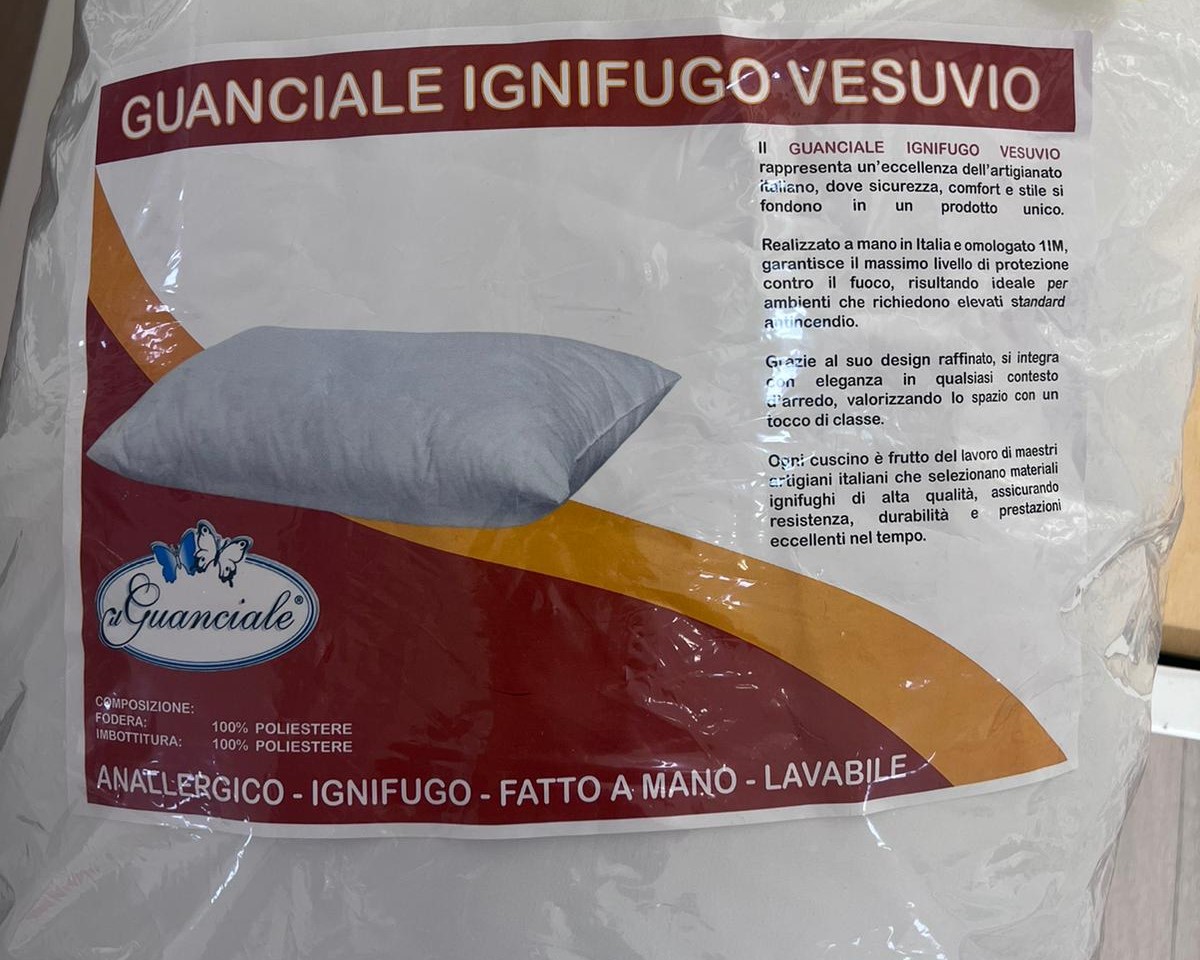 GUANCIALE IGNIFUGO VESUVIO
Il GUANCIALE IGNIFUGO VESUVIO
rappresenta un'eccellenza dell'artigianato
italiano, dove sicurezza, comfort e stile si
fondono in un prodotto unico.
Realizzato a mano in Italia e omologato 1IM,
garantisce il massimo livello di protezione
contro il fuoco, risultando ideale per
ambienti che richiedono elevati standard
antincendio.
Grazie al suo design raffinato, si integra
con eleganza in qualsiasi contesto
d'arredo, valorizzando lo spazio con un
tocco di classe.
Ogni cuscino è frutto del lavoro di maestri
artigiani italiani che selezionano materiali
ignifughi di alta qualità, assicurando
resistenza, durabilità e prestazioni
eccellenti nel tempo.
il Guanciale®
COMPOSIZIONE:
FODERA: 100% POLIESTERE
IMBOTTITURA: 100% POLIESTERE
ANALLERGICO - IGNIFUGO - FATTO A MANO - LAVABILE